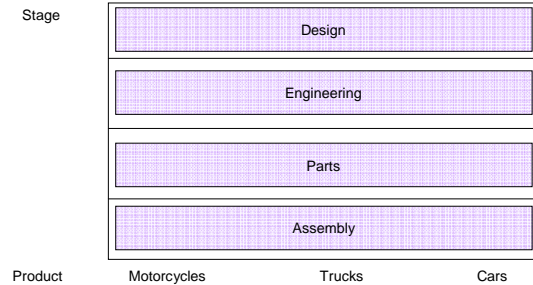 Stage
Design
Engineering
Parts
Assembly
Product Motorcycles Trucks Cars